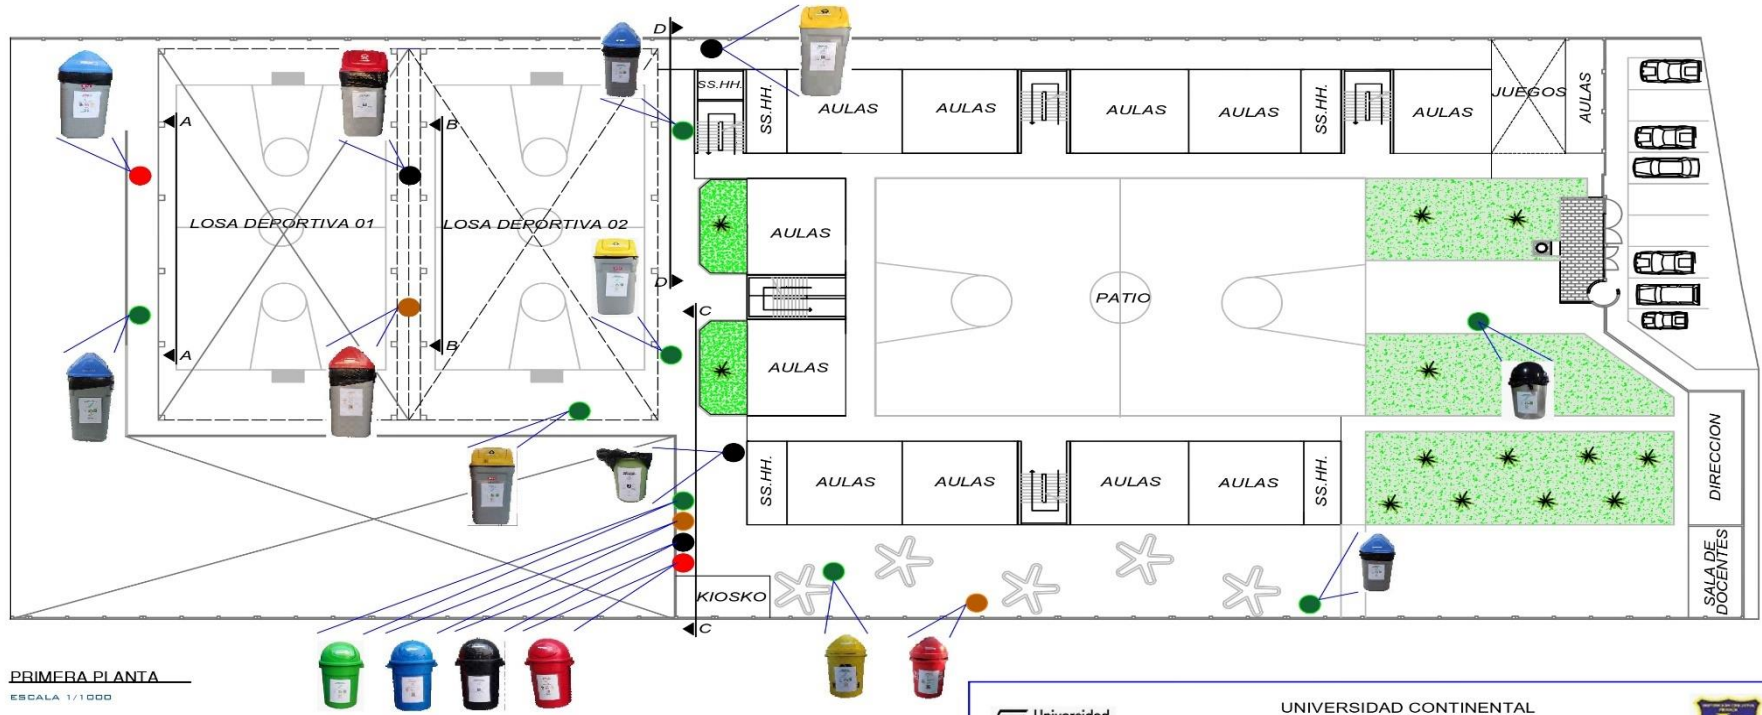 D
SS.HH.
SS.HH.
AULAS
AULAS
AULAS
AULAS
SS.HH.
AULAS
JUEGOS
AULAS
A
B
LOSA DEPORTIVA 01
LOSA DEPORTIVA 02
AULAS
D
PATIO
C
A
B
AULAS
SS.HH.
AULAS
AULAS
AULAS
AULAS
SS.HH.
DIRECCION
SALA DE
DOCENTES
KIOSKO
C
PRIMERA PLANTA
ESCALA 1/1000
Universidad
UNIVERSIDAD CONTINENTAL